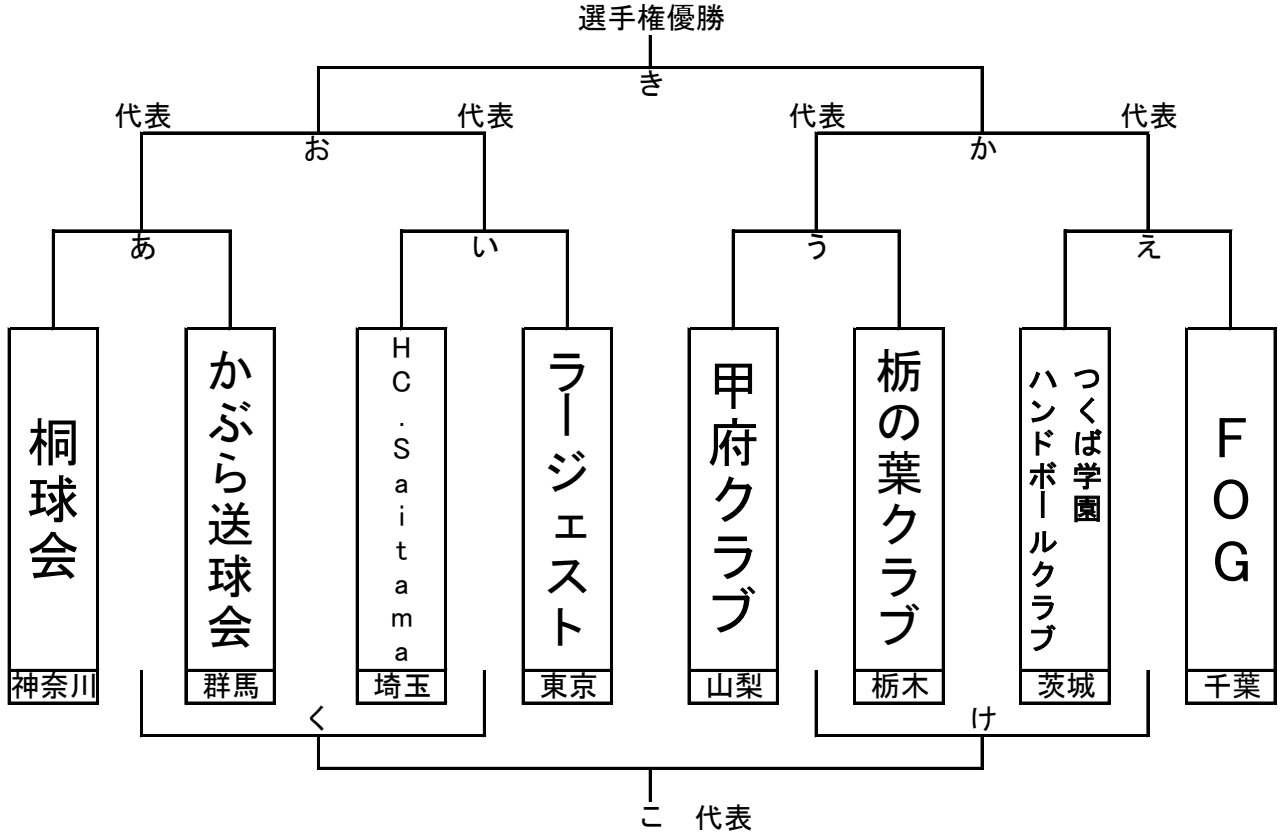 選手権優勝
き
代表
代表
代表
代表
お
か
あ
い
う
え
桐球会
かぶら送球会
HC.Saitama
ラージェスト
甲府クラブ
栃の葉クラブ
つくば学園
ハンドボールクラブ
FOG
神奈川
群馬
埼玉
東京
山梨
栃木
茨城
千葉
く
け
こ 代表